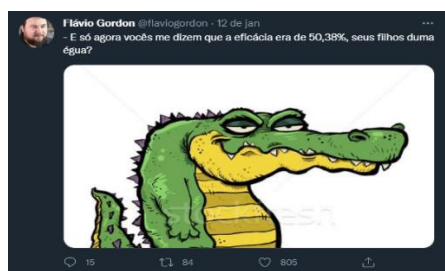 Flávio Gordon @flaviogordon · 12 de jan
- E só agora vocês me dizem que a eficácia era de 50,38%, seus filhos duma
égua?
15 84 805